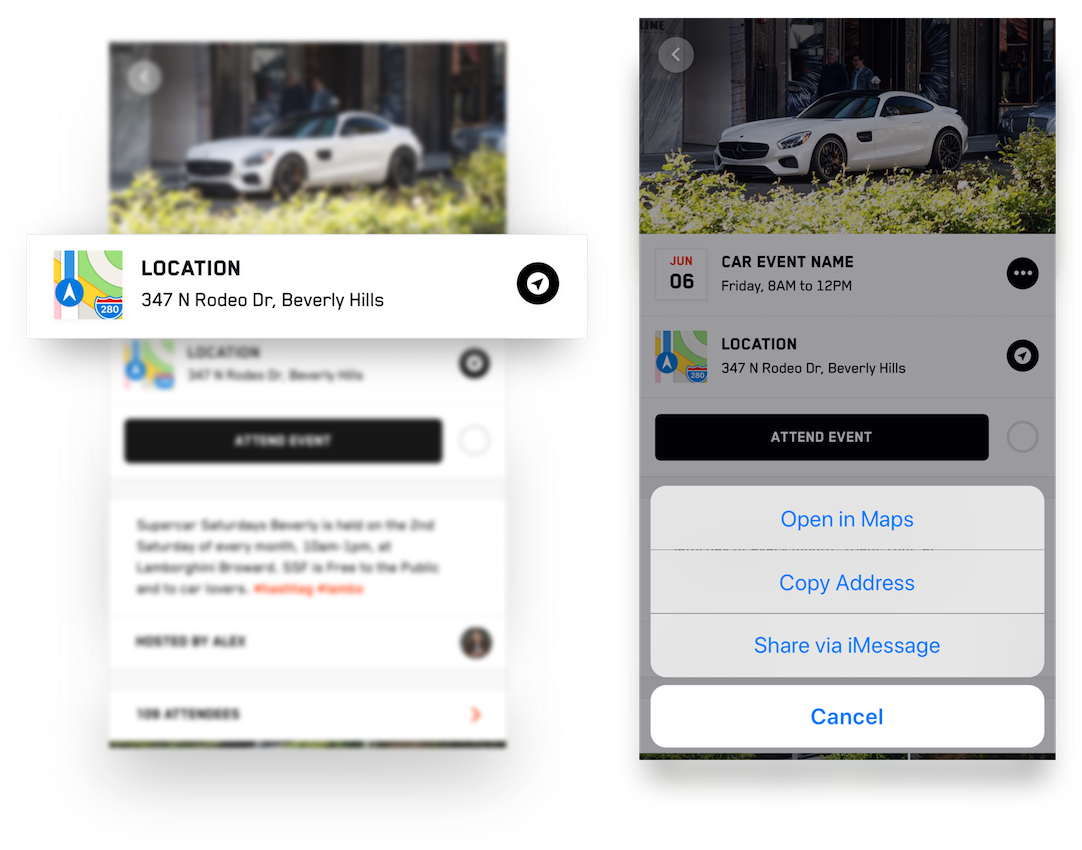 LOCATION
347 N Rodeo Dr, Beverly Hills
280
LOCATION
347 N Rodeo Dr, Beverly Hills
ATTEND EVENT
Supercar Saturdays Beverly is held on the 2nd
Saturday of every month, 10am-1pm, at
Lamborghini Broward. SSF is Free to the Public
and to car lovers. #hashtag #lambo
HOSTED BY ALEX
109 ATTENDEES
JUN
06
CAR EVENT NAME
Friday, 8AM to 12PM
LOCATION
347 N Rodeo Dr, Beverly Hills
280
ATTEND EVENT
Open in Maps
Copy Address
Share via iMessage
Cancel